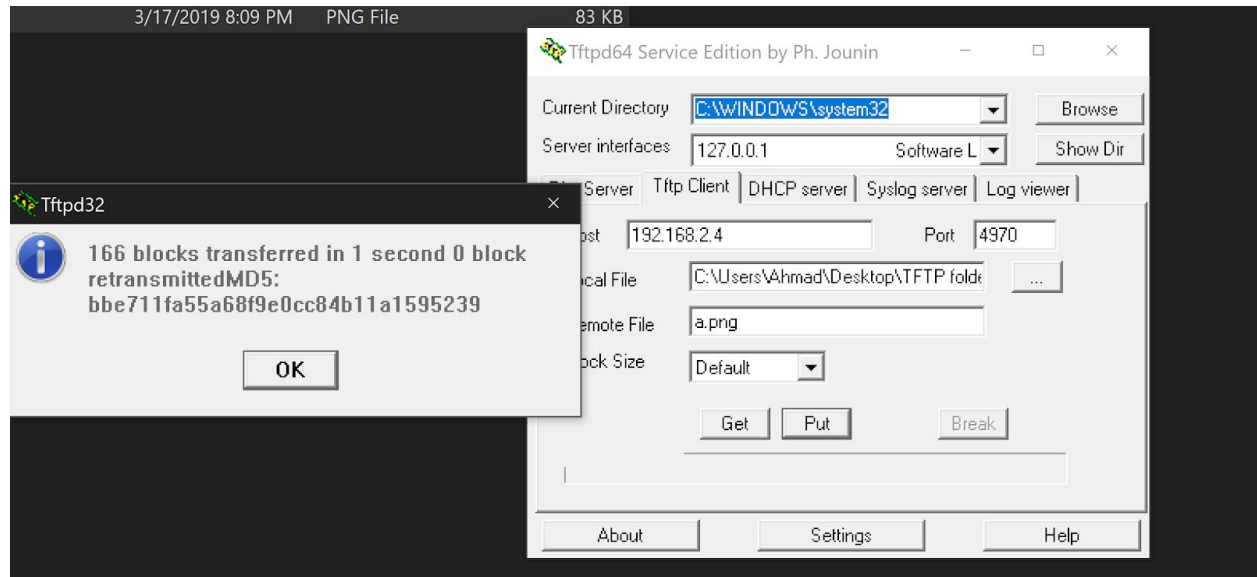 3/17/2019 8:09 PM PNG File 83 KB
Tftpd64 Service Edition by Ph. Jounin
Current Directory C:\WINDOWS\system32 Browse
Server interfaces 127.0.0.1 Software L Show Dir
Server Tftp Client DHCP server Syslog server Log viewer
Tftpd32
166 blocks transferred in 1 second 0 block
retransmittedMD5:
bbe711fa55a68f9e0cc84b11a1595239
OK
192.168.2.4 Port 4970
File C:\Users\Ahmad\Desktop\TFTP folde ...
File a.png
Size Default
Get Put Break
About Settings Help